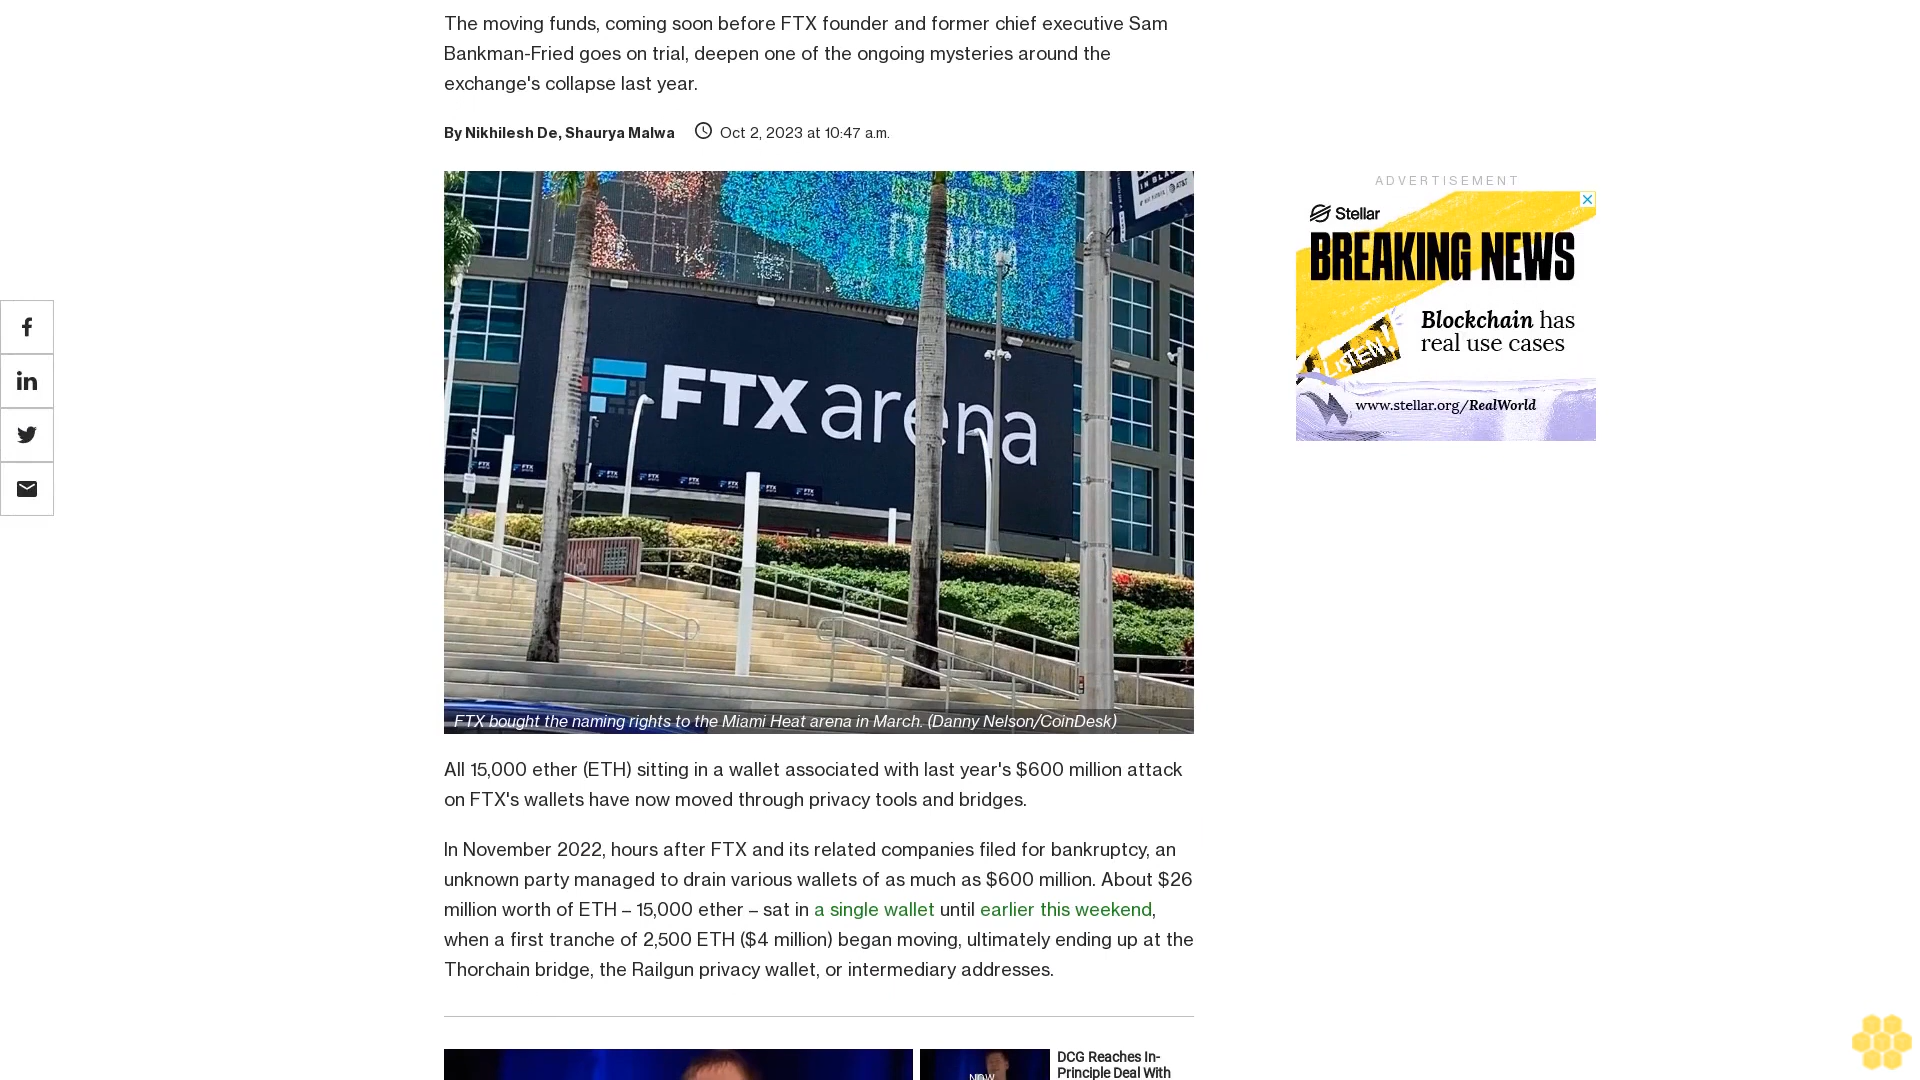 The moving funds, coming soon before FTX founder and former chief executive Sam
Bankman-Fried goes on trial, deepen one of the ongoing mysteries around the
exchange's collapse last year.
By Nikhilesh De, Shaurya Malwa Oct 2, 2023 at 10:47 a.m.
AT&T
FTX arena
FTX
FTX
FTX
FTX
FTX bought the naming rights to the Miami Heat arena in March. (Danny Nelson/CoinDesk)
ADVERTISEMENT
Stellar
BREAKING NEWS
Blockchain has
real use cases
LISTEN!
www.stellar.org/RealWorld
All 15,000 ether (ETH) sitting in a wallet associated with last year's $600 million attack
on FTX's wallets have now moved through privacy tools and bridges.
In November 2022, hours after FTX and its related companies filed for bankruptcy, an
unknown party managed to drain various wallets of as much as $600 million. About $26
million worth of ETH – 15,000 ether – sat in a single wallet until earlier this weekend,
when a first tranche of 2,500 ETH ($4 million) began moving, ultimately ending up at the
Thorchain bridge, the Railgun privacy wallet, or intermediary addresses.
NOW
DCG Reaches In-
Principle Deal With